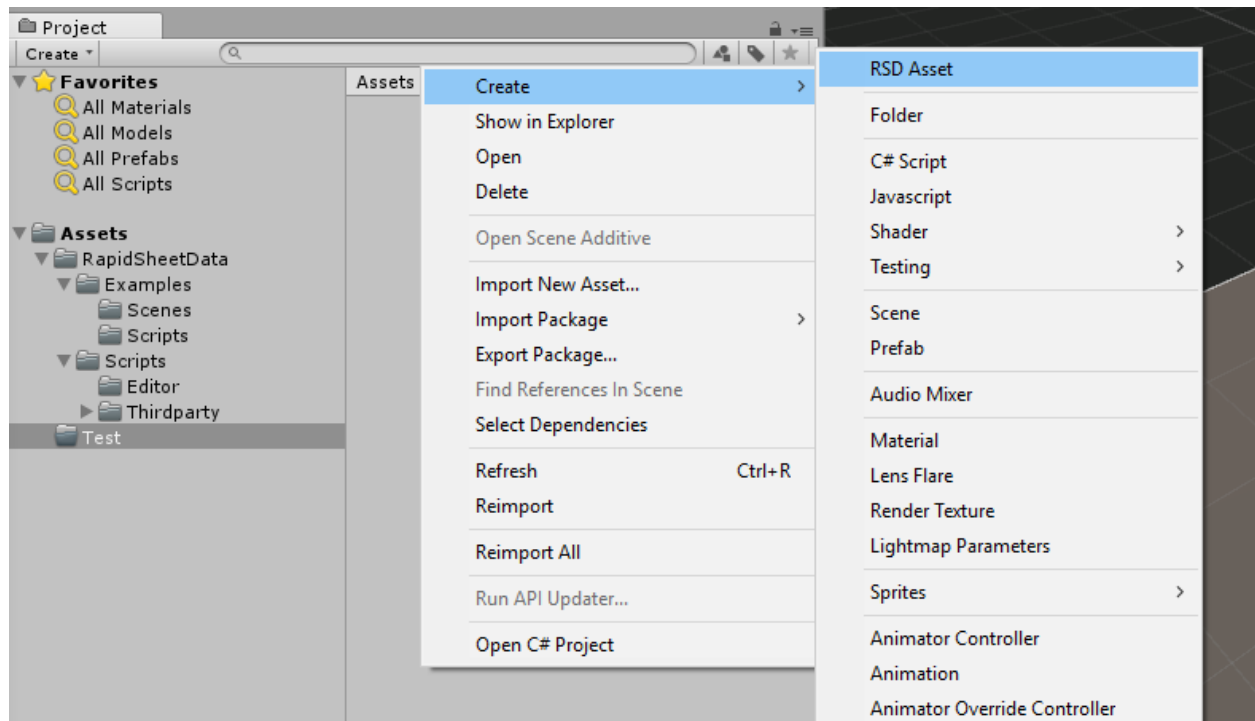 Project
Create
Favorites
All Materials
All Models
All Prefabs
All Scripts
Assets
RapidSheetData
Examples
Scenes
Scripts
Scripts
Editor
Thirdparty
Test
Assets
Create
Show in Explorer
Open
Delete
Open Scene Additive
Import New Asset...
Import Package
Export Package...
Find References In Scene
Select Dependencies
Refresh Ctrl+R
Reimport
Reimport All
Run API Updater...
Open C# Project
RSD Asset
Folder
C# Script
Javascript
Shader
Testing
Scene
Prefab
Audio Mixer
Material
Lens Flare
Render Texture
Lightmap Parameters
Sprites
Animator Controller
Animation
Animator Override Controller